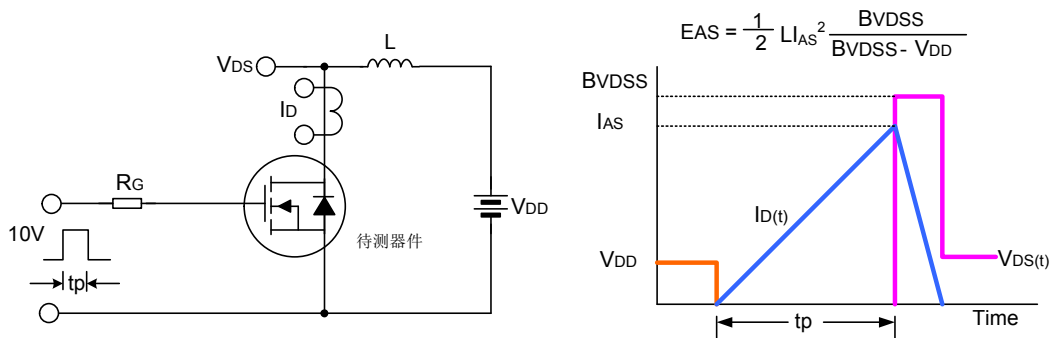 VDS
L
ID
RG
VDD
10V
tp
待测器件
EAS = 1/2 LIAS² BVDSS/(BVDSS - VDD)
BVDSS
IAS
ID(t)
VDD
VDS(t)
tp
Time